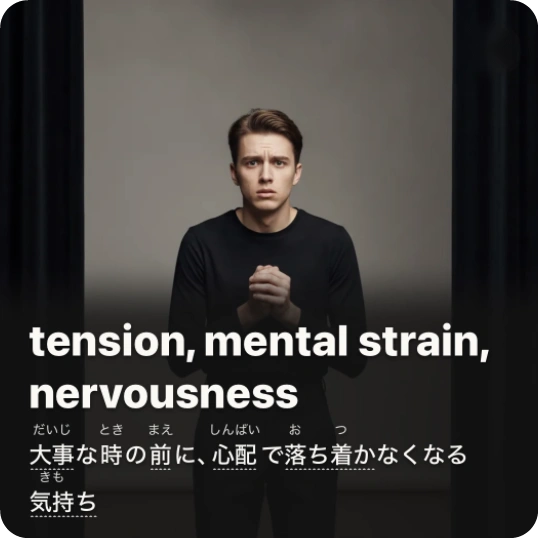 tension, mental strain,
nervousness
だいじ とき まえ しんぱい お つ
大事な時の前に、心配で落ち着かなくなる
きも
気持ち